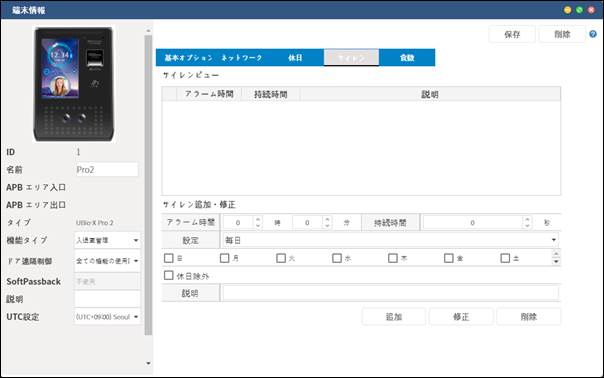 端末情報
保存 削除
基本オプション ネットワーク 休日 サイレン 食数
サイレンビュー
アラーム時間 持続時間 説明
12:14
ID 1
名前 Pro2
APB エリア入口
APB エリア出口
タイプ UBio-X Pro 2
機能タイプ 入退室管理
ドア遠隔制御 全ての機能の使用
SoftPassback 不使用
説明
UTC設定 (UTC+09:00) Seoul
サイレン追加・修正
アラーム時間 0 時 0 分 持続時間 0 秒
設定 毎日
日 月 火 水 木 金 土
休日除外
説明
追加 修正 削除